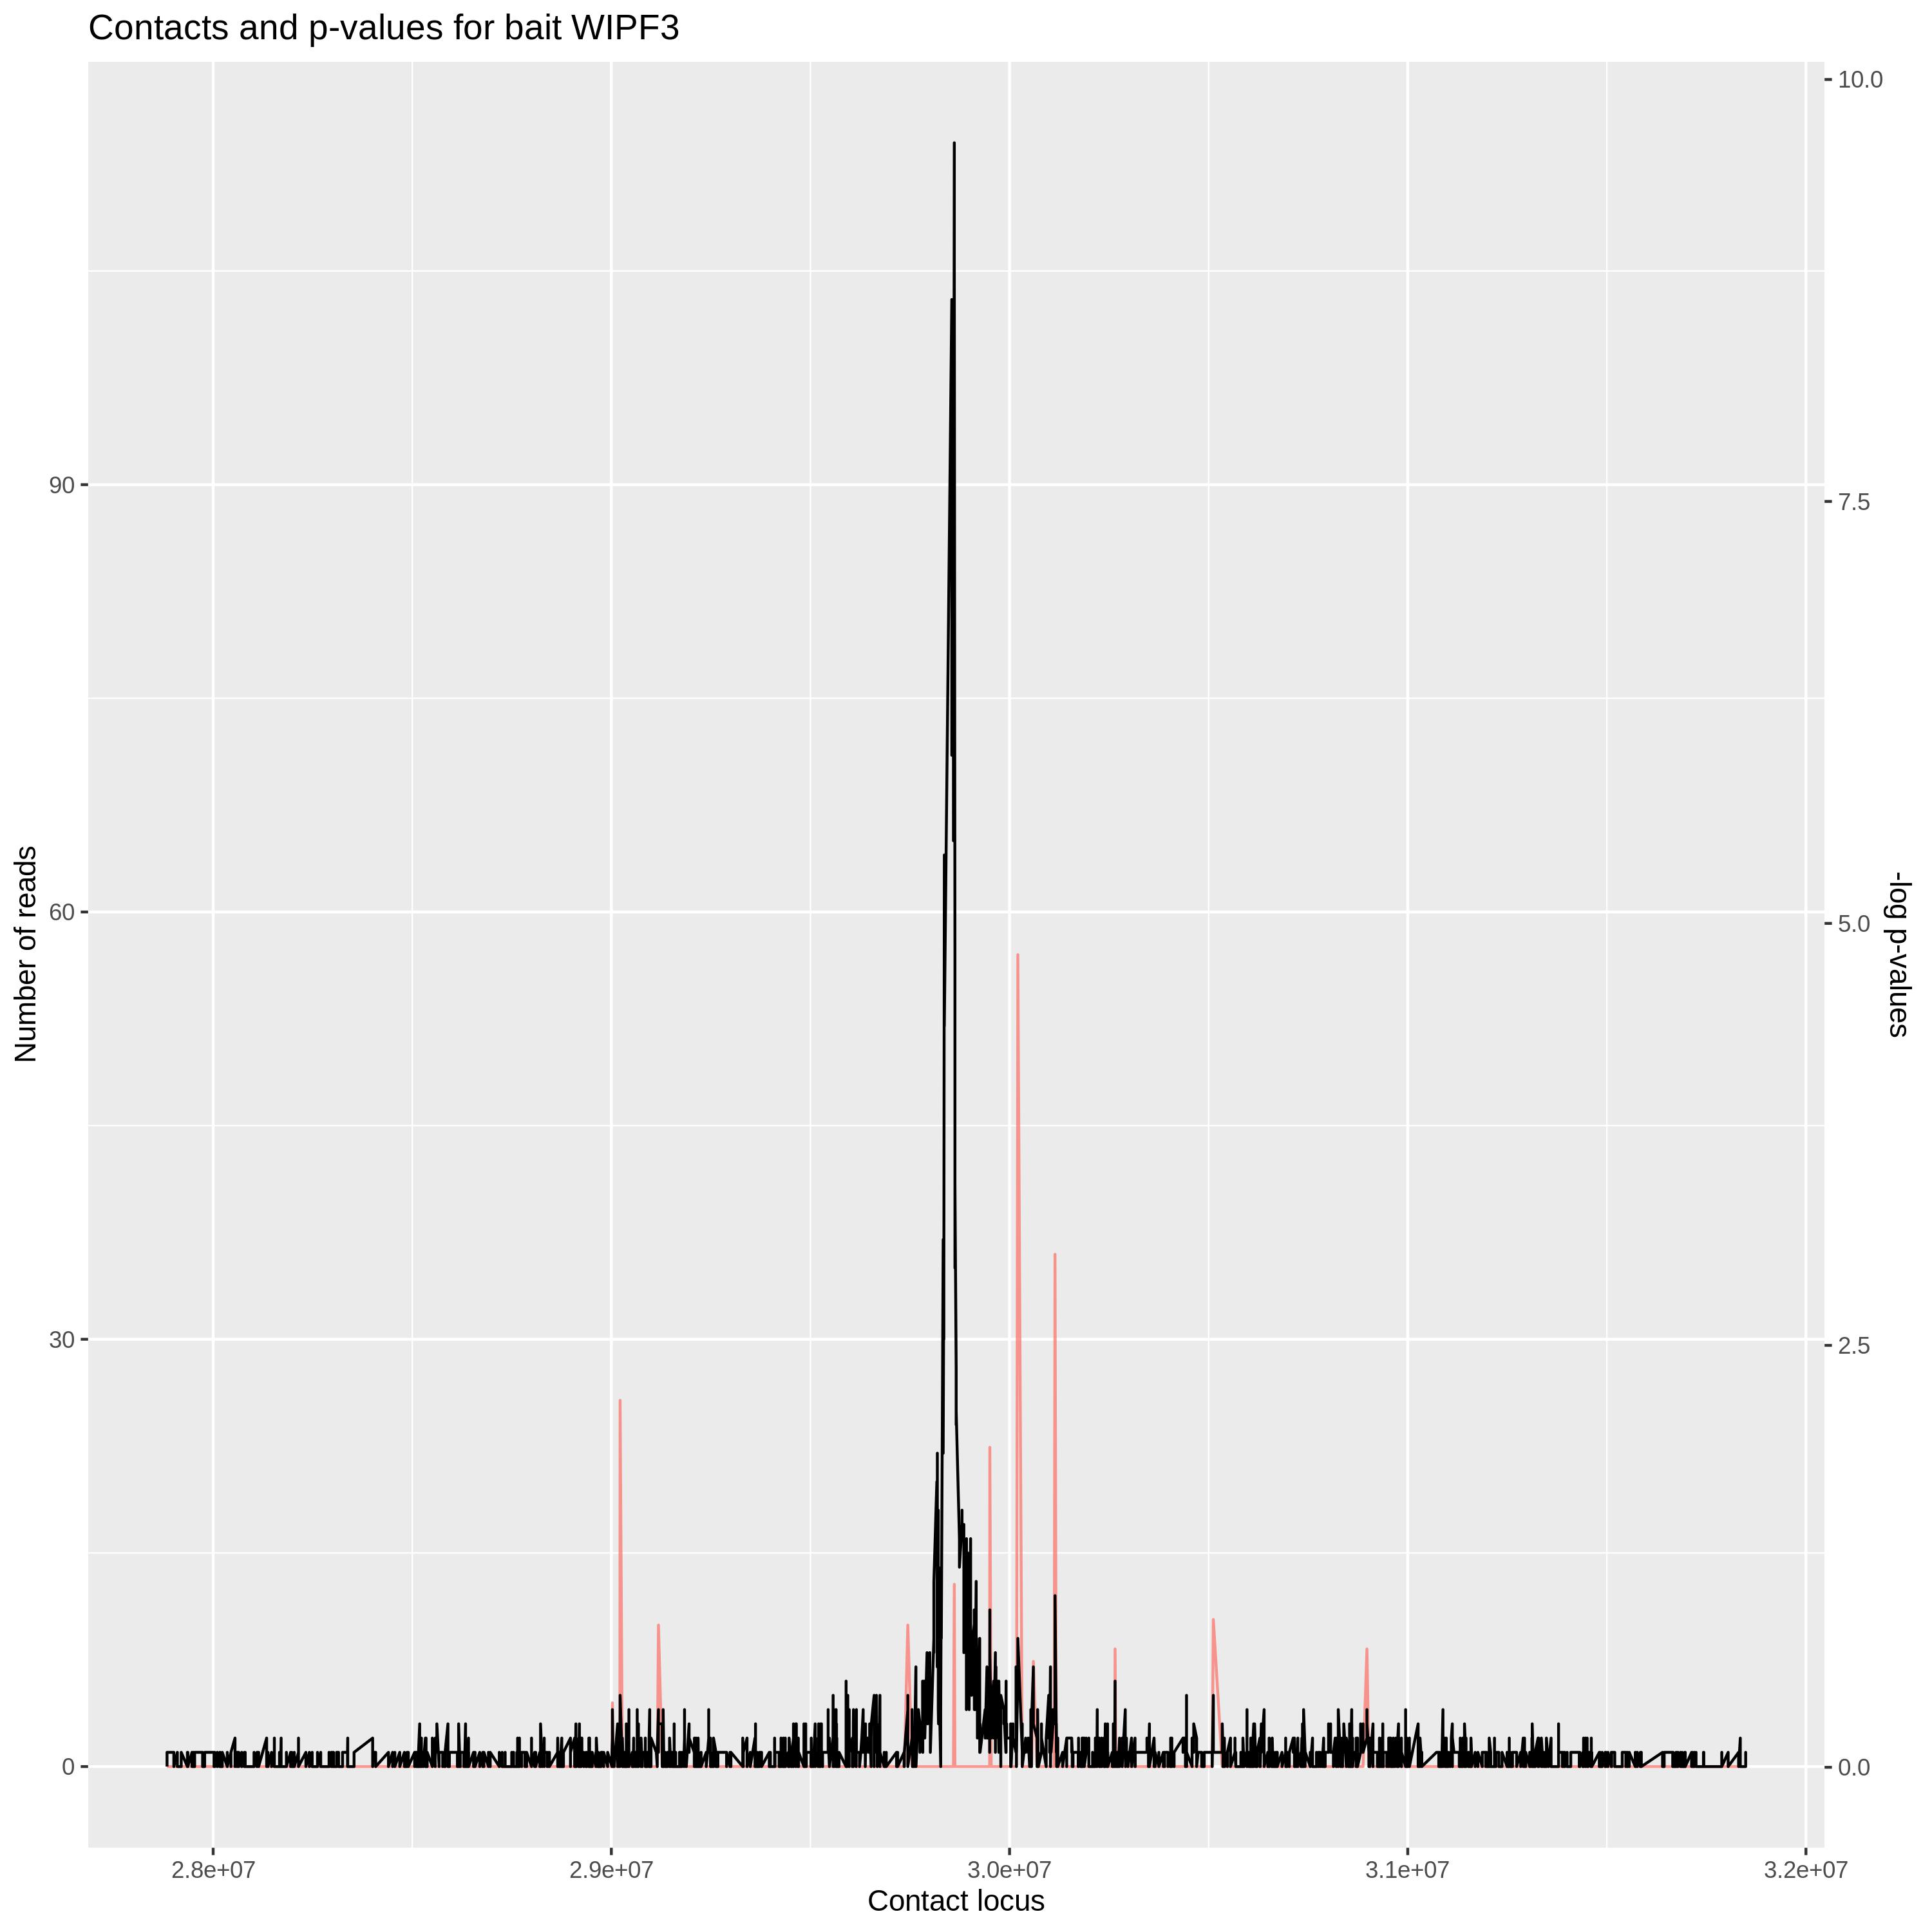 Contacts and p-values for bait WIPF3
10.0
7.5
5.0
2.5
0.0
90
60
30
0
Number of reads
-log p-values
2.8e+07
2.9e+07
3.0e+07
3.1e+07
3.2e+07
Contact locus